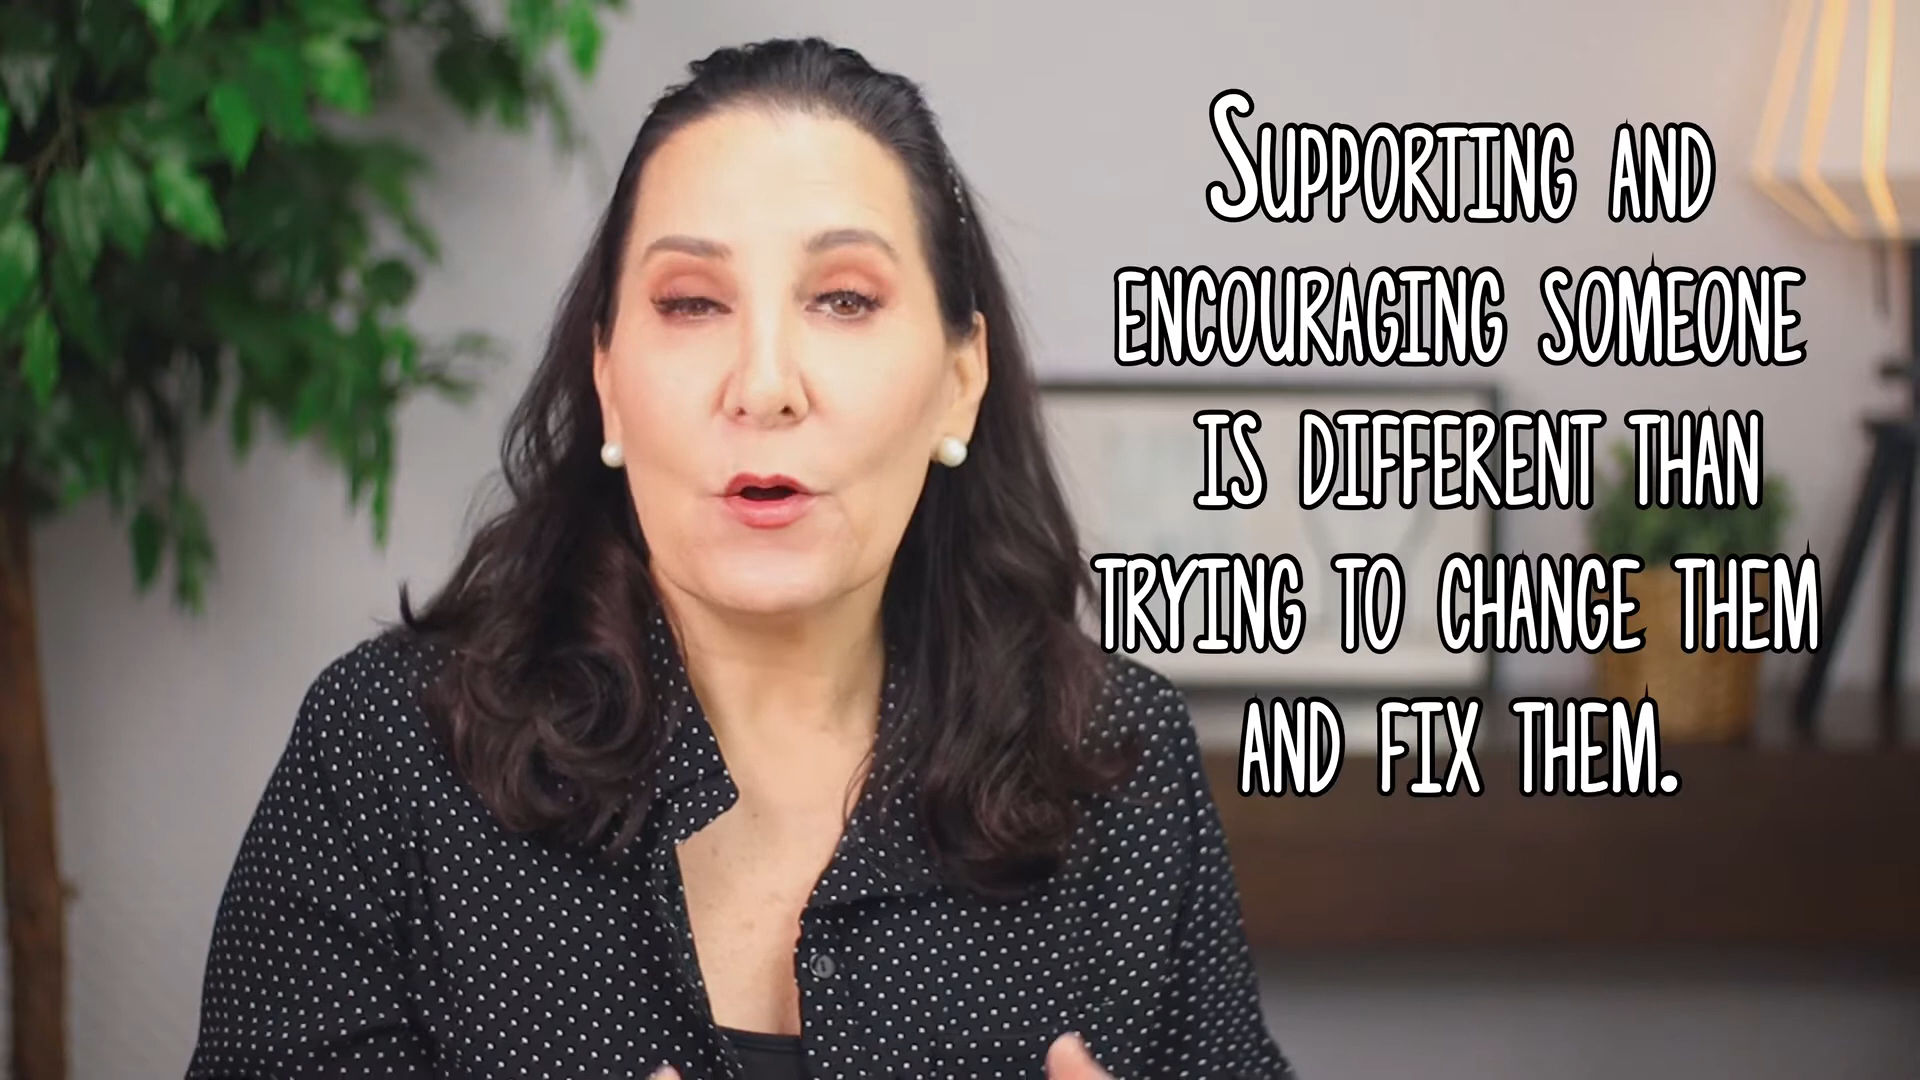 Supporting and
encouraging someone
is different than
trying to change them
and fix them.